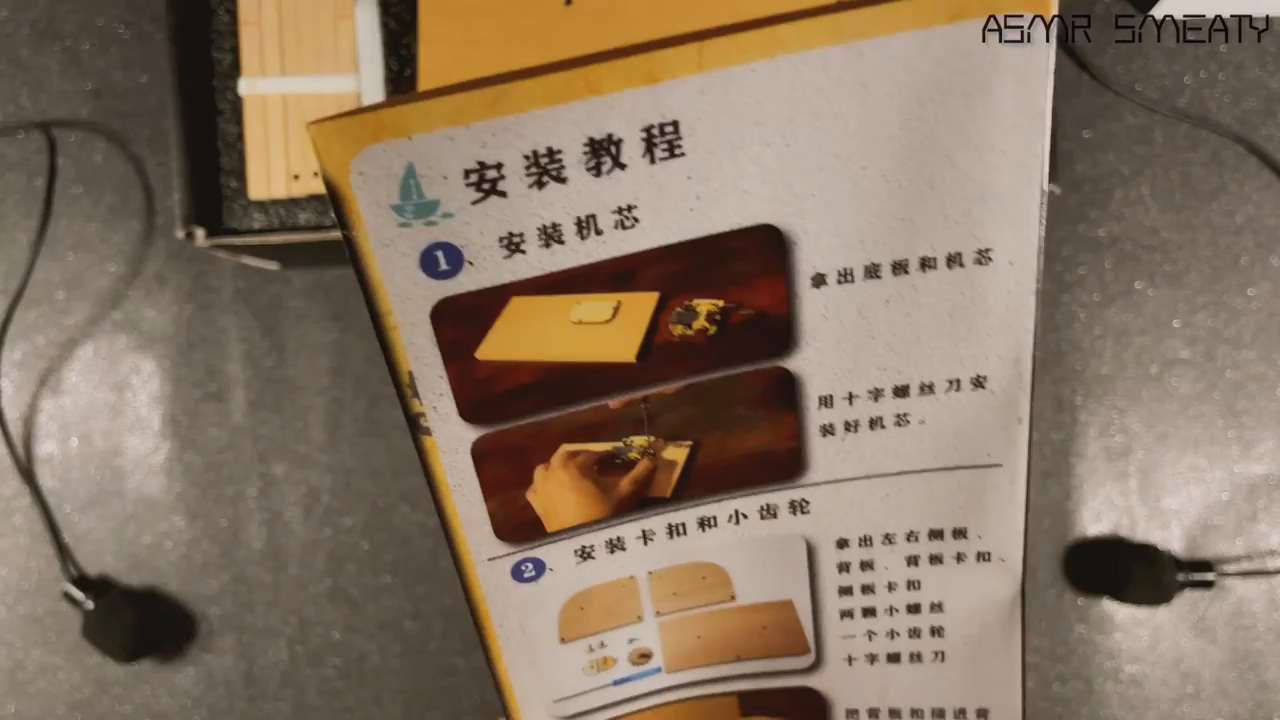 ASMR SMEATY
安装教程
1、安装机芯
拿出底板和机芯
用十字螺丝刀安
装好机芯。
2、安装卡扣和小齿轮
拿出左右侧板、
背板、背板卡扣、
侧板卡扣
两颗小螺丝
一个小齿轮
十字螺丝刀